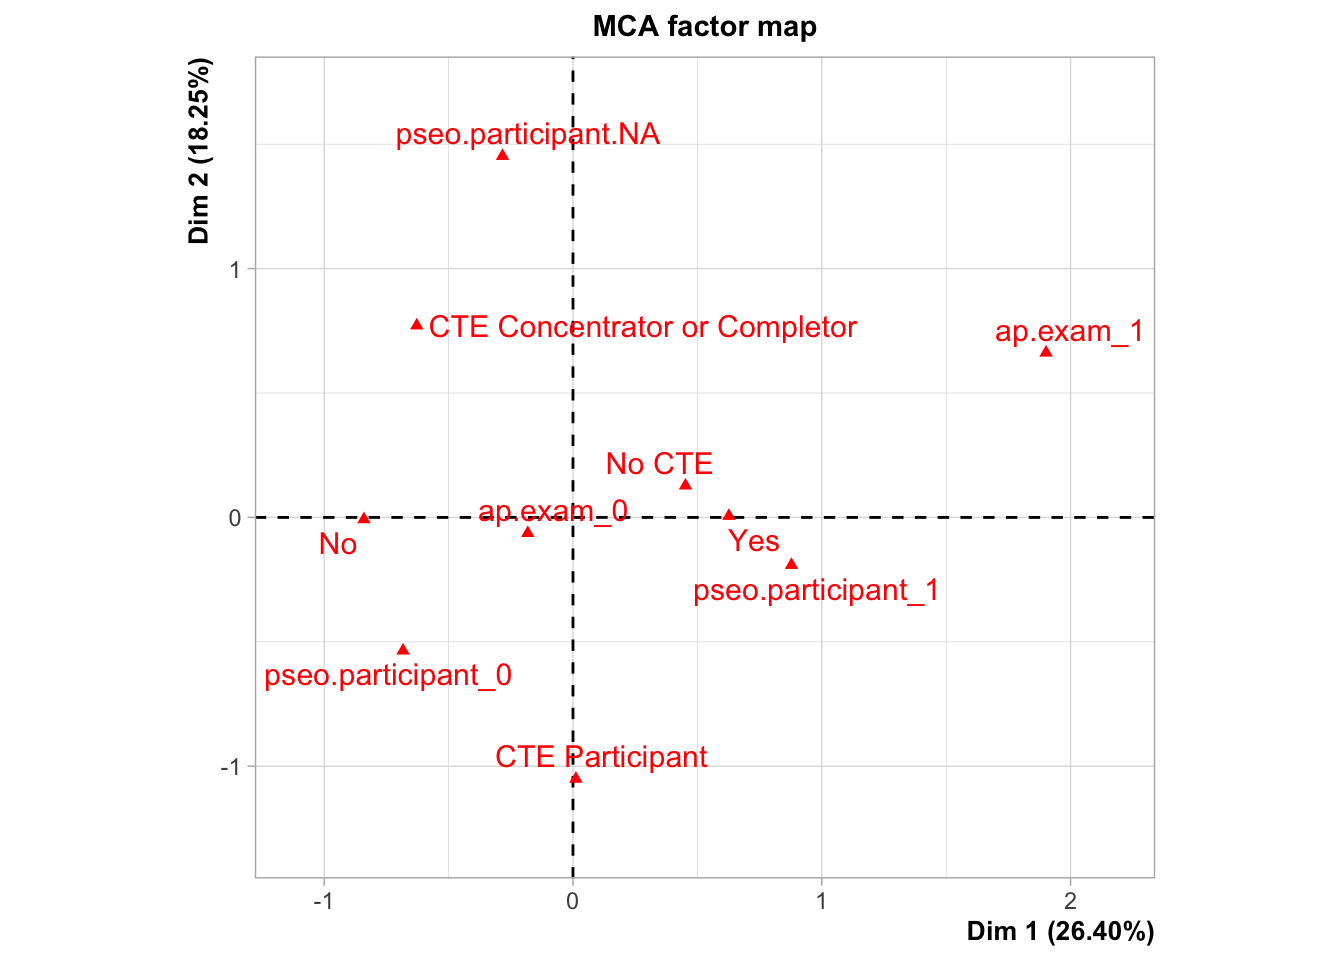 MCA factor map
Dim 2 (18.25%)
pseo.participant.NA
1
CTE Concentrator or Completor
ap.exam_1
No CTE
ap.exam_0
0
No
Yes
pseo.participant_1
pseo.participant_0
CTE Participant
-1
-1
0
1
2
Dim 1 (26.40%)